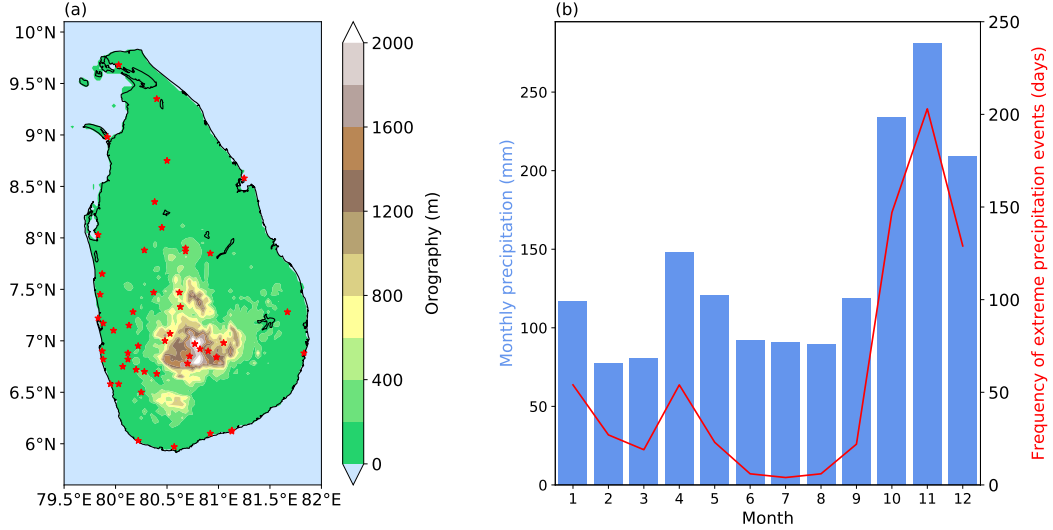 (a)
10°N
9.5°N
9°N
8.5°N
8°N
7.5°N
7°N
6.5°N
6°N
79.5°E
80°E
80.5°E
81°E
81.5°E
82°E
2000
1600
1200
800
400
0
Orography (m)
(b)
Monthly precipitation (mm)
250
200
150
100
50
0
1 2 3 4 5 6 7 8 9 10 11 12
Month
250
200
150
100
50
0
Frequency of extreme precipitation events (days)